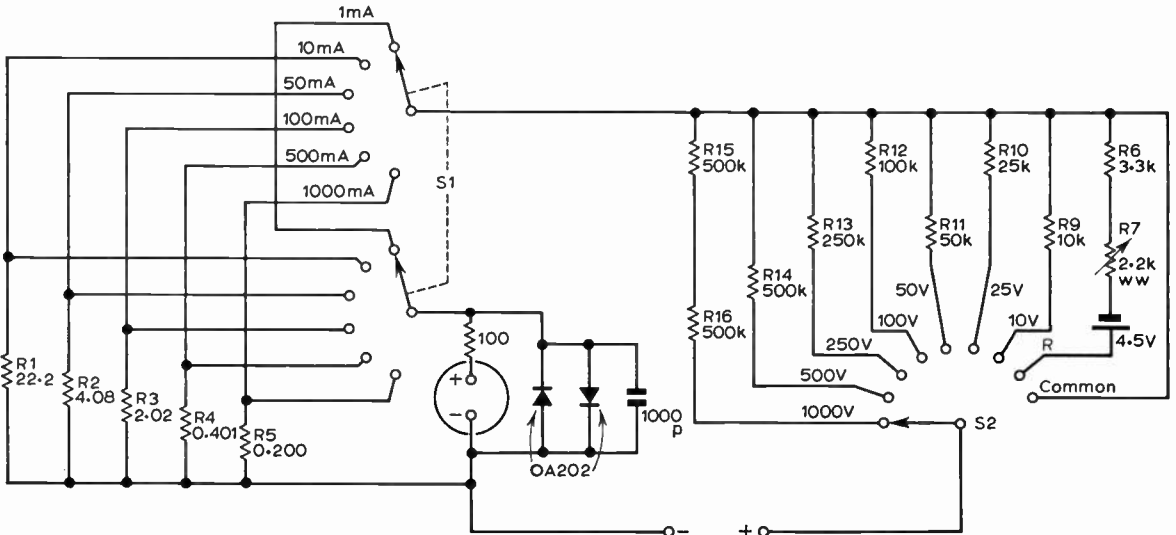 1mA
10mA
50mA
100mA
500mA
1000mA
S1
R1
22·2
R2
4·08
R3
2·02
R4
0·401
R5
0·200
100
+
−
OA202
1000
p
R15
500k
R16
500k
R14
500k
R13
250k
R12
100k
R11
50k
R10
25k
R9
10k
R6
3·3k
R7
2·2k
ww
4·5V
1000V
500V
250V
100V
50V
25V
10V
R
Common
S2
−
+